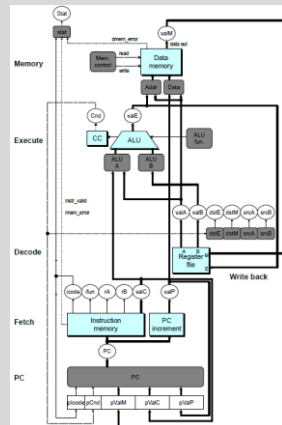 Stat
stat
dmem_error
valM
Memory
Mem.
control
read
write
data out
Data
memory
Addr
Data
Cnd
valE
Execute
CC
ALU
ALU
fun.
ALU
A
ALU
B
instr_valid
imem_error
valA
valB
dstE
dstM
srcA
srcB
dstE
dstM
srcA
srcB
Decode
A
B
M
Register
file
E
Write back
icode
ifun
rA
rB
valC
valP
Fetch
Instruction
memory
PC
increment
PC
PC
PC
pIcode
pCnd
pValM
pValC
pValP